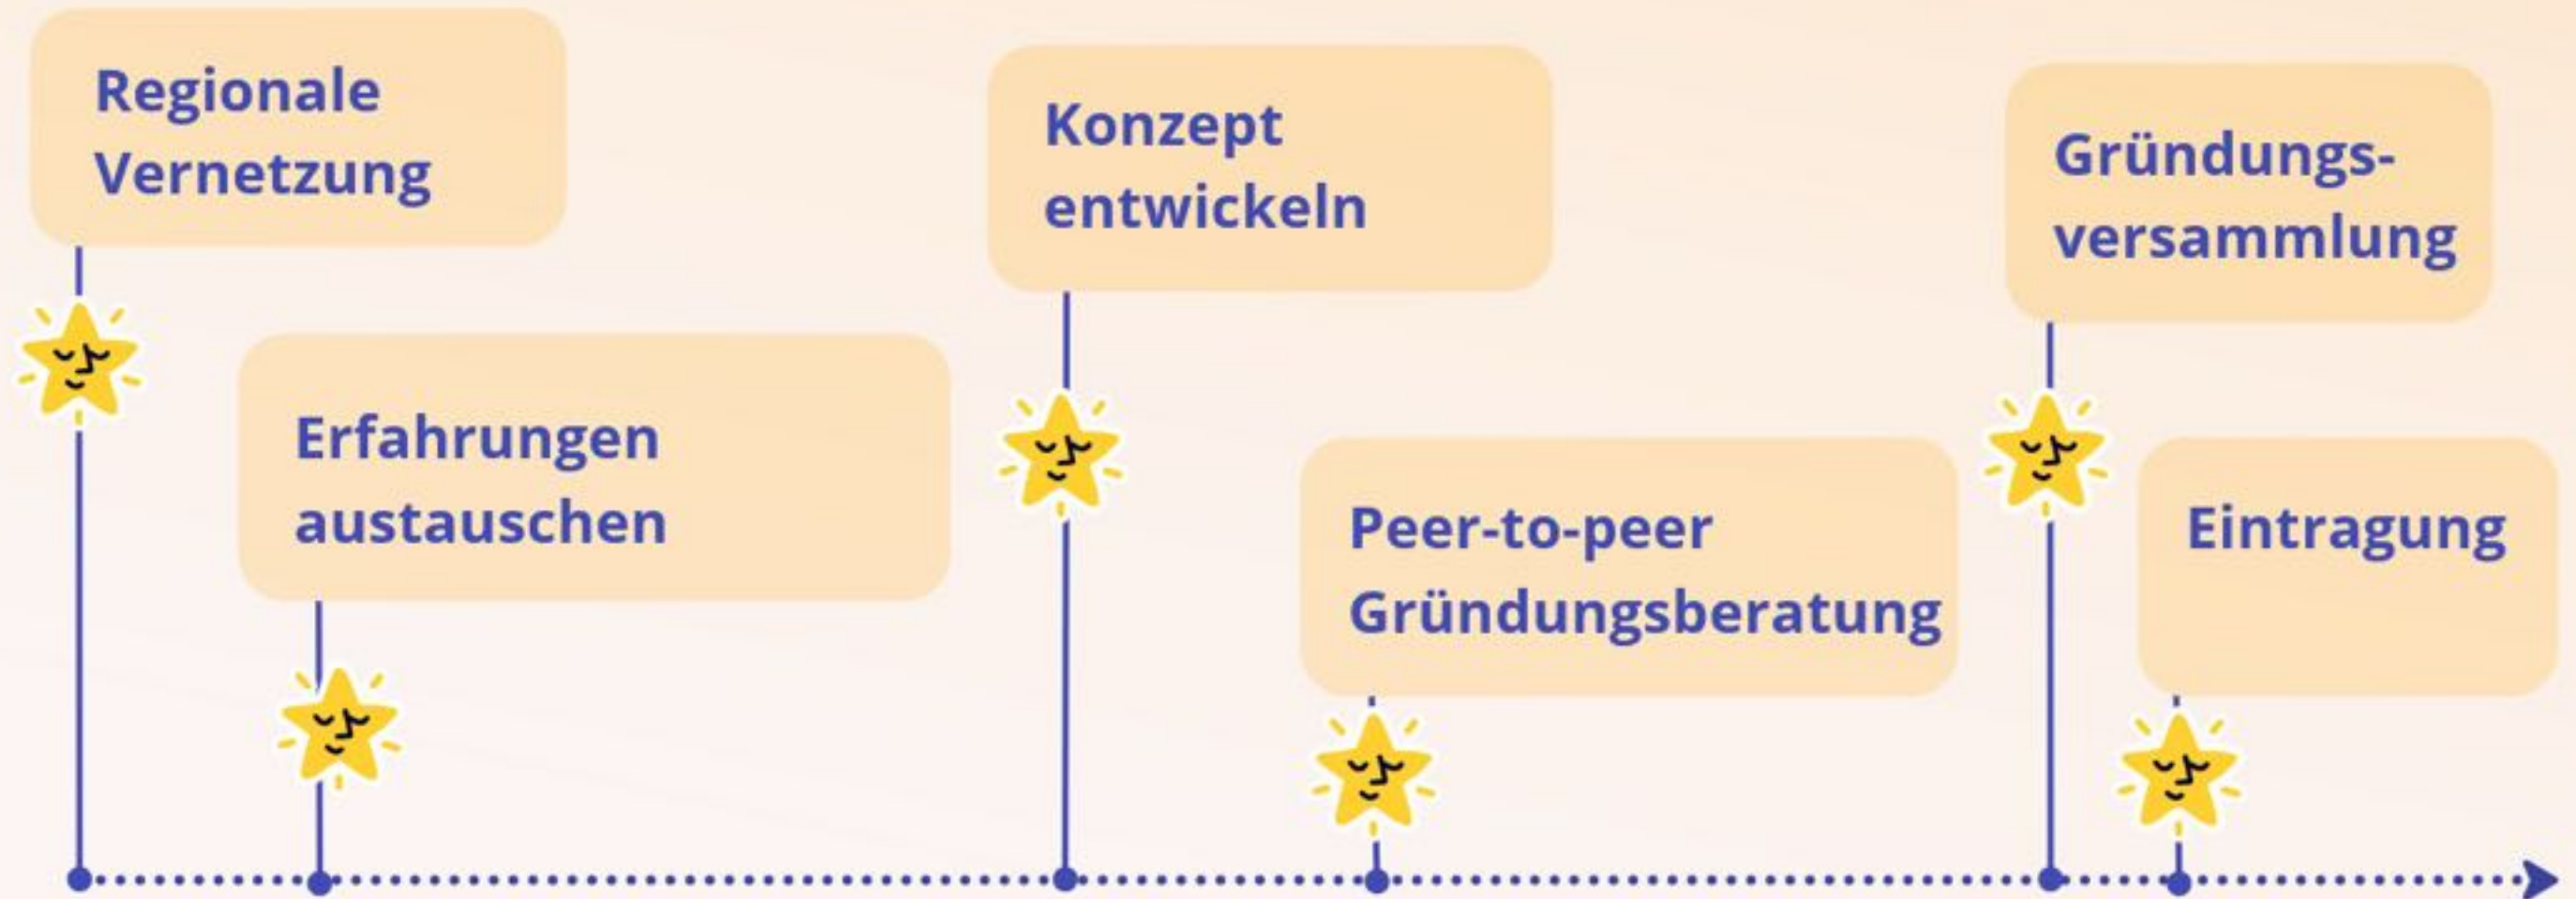 Regionale
Vernetzung
Erfahrungen
austauschen
Konzept
entwickeln
Peer-to-peer
Gründungsberatung
Gründungs-
versammlung
Eintragung